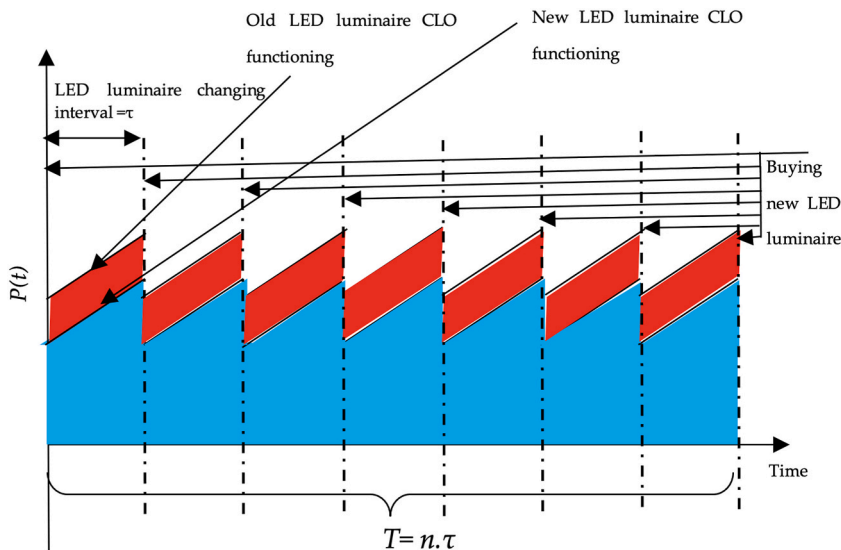 Old LED luminaire CLO
functioning
New LED luminaire CLO
functioning
LED luminaire changing
interval=τ
Buying
new LED
luminaire
P(t)
Time
T= n.τ